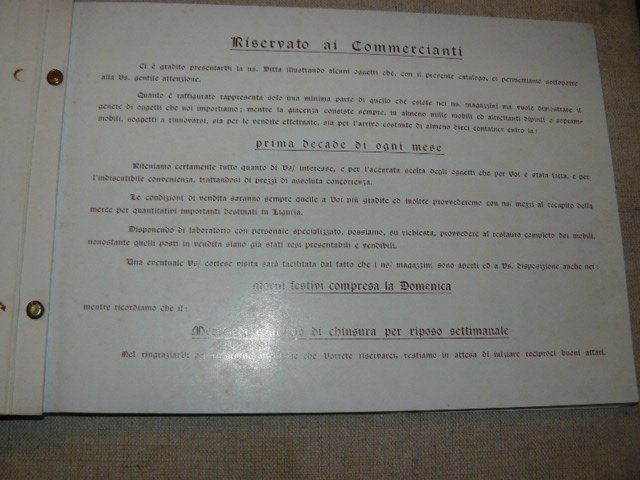 Riservato ai Commercianti
Ci è gradito presentarVi la ns. Ditta illustrando alcuni oggetti che, con il presente catalogo, ci permettiamo sottoporre
alla Vs. gentile attenzione.
Quanto è raffigurato rappresenta solo una minima parte di quello che esiste nei ns. magazzini ma vuole dimostrare il
genere di oggetti che noi importiamo; mentre la giacenza consiste sempre, in almeno mille mobili ed altrettanti dipinti e sopram-
mobili, soggetti a rinnovarsi, sia per le vendite effettuate, sia per l'arrivo costante di almeno dieci container entro la:
prima decade di ogni mese
Riteniamo certamente tutto quanto di Vs/ interesse, e per l'accurata scelta degli oggetti che per Voi è stata fatta, e per
l'indiscutibile convenienza, trattandosi di prezzi di assoluta concorrenza.
Le condizioni di vendita saranno sempre quelle a Voi più gradite ed inoltre provvederemo con ns/ mezzi al recapito della
merce per quantitativi importanti destinati in Liguria.
Disponendo di laboratorio con personale specializzato, possiamo, su richiesta, provvedere al restauro completo dei mobili,
nonostante quelli posti in vendita siano già stati resi presentabili e vendibili.
Una eventuale Vs/ cortese visita sarà facilitata dal fatto che i ns/ magazzini sono aperti ed a Vs. disposizione anche nei:
giorni festivi compresa la Domenica
mentre ricordiamo che il:
di chiusura per riposo settimanale
Nel ringraziarVi che Vorrete riservarci, restiamo in attesa di iniziare reciproci buoni affari.